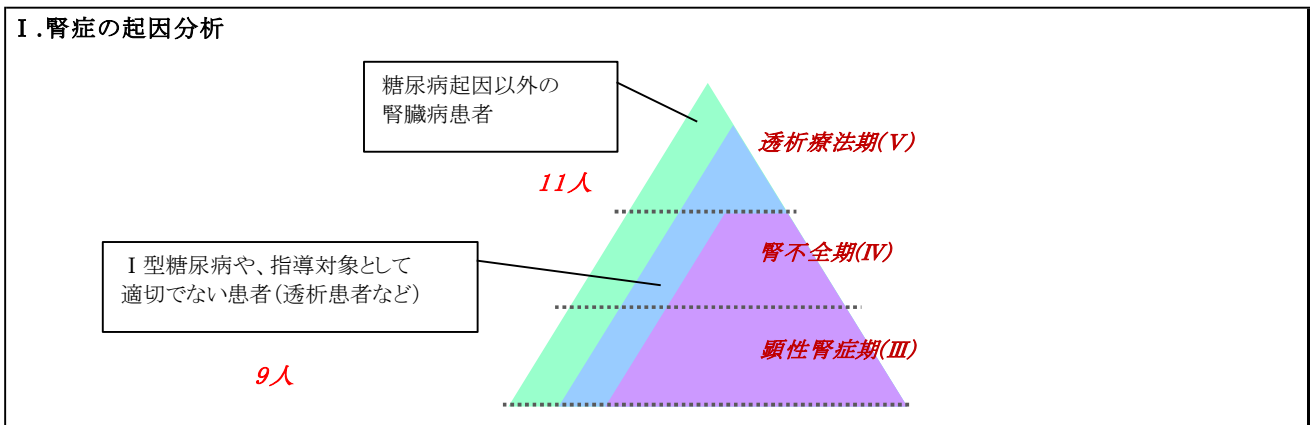 Ⅰ.腎症の起因分析
糖尿病起因以外の
腎臓病患者
透析療法期(Ⅴ)
11人
腎不全期(Ⅳ)
Ⅰ型糖尿病や、指導対象として
適切でない患者(透析患者など)
顕性腎症期(Ⅲ)
9人